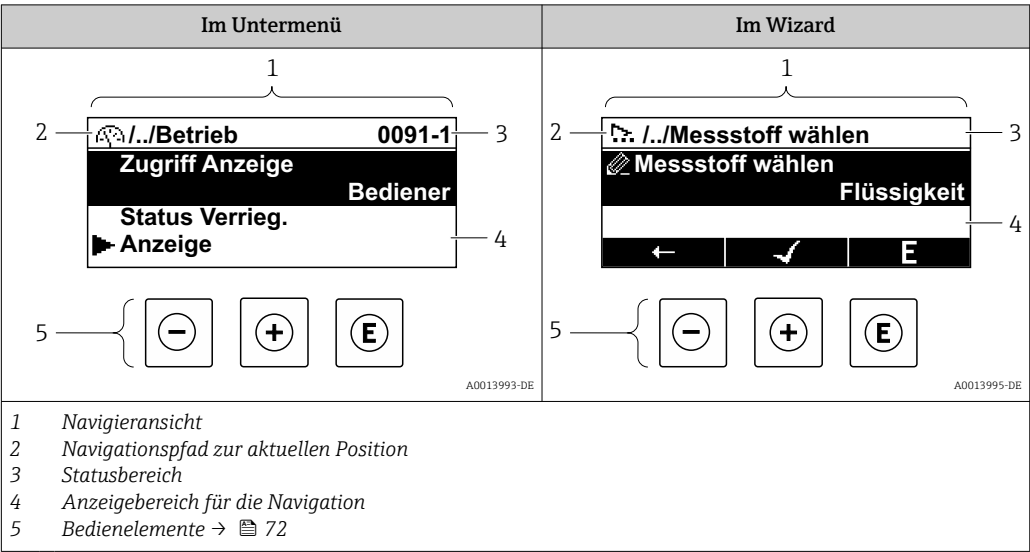 Im Untermenü
Im Wizard
1
1
2
/../Betrieb 0091-1
3
2
/../Messstoff wählen
3
Zugriff Anzeige
Messstoff wählen
Bediener
Flüssigkeit
Status Verrieg.
Anzeige
4
4
←
✓
E
5
−
+
E
5
−
+
E
A0013993-DE
A0013995-DE
1 Navigieransicht
2 Navigationspfad zur aktuellen Position
3 Statusbereich
4 Anzeigebereich für die Navigation
5 Bedienelemente → 72